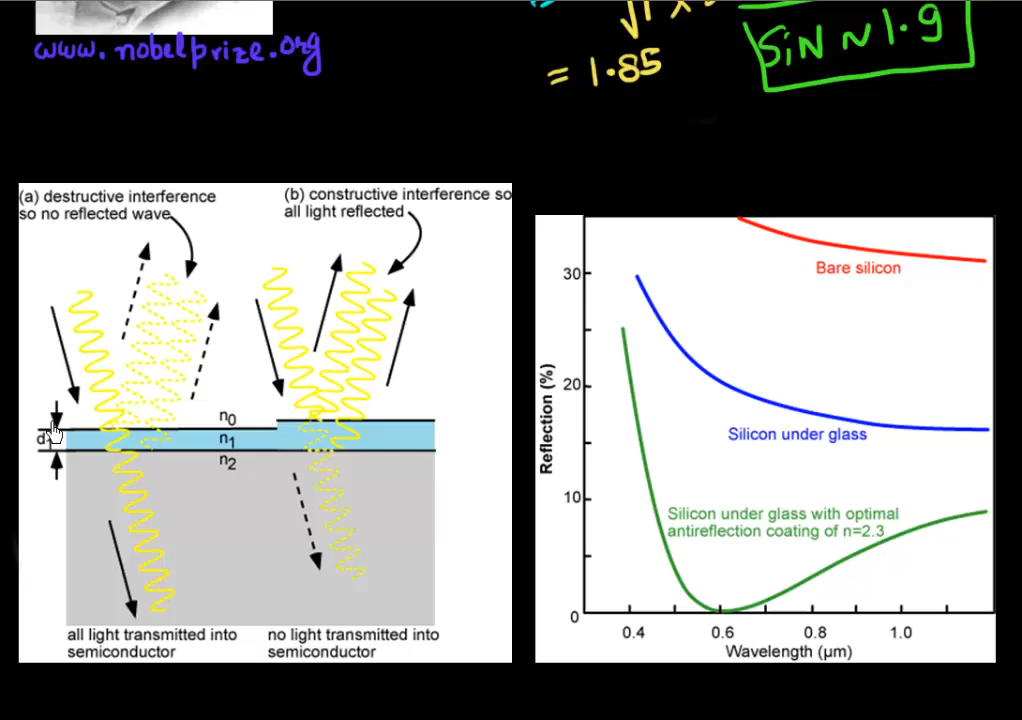 www.nobelprize.org
= 1.85
SiN ~ 1.9
(a) destructive interference
so no reflected wave
(b) constructive interference so
all light reflected
n0
d1
n1
n2
all light transmitted into
semiconductor
no light transmitted into
semiconductor
Bare silicon
30
Silicon under glass
20
Silicon under glass with optimal
antireflection coating of n=2.3
10
0
0.4
0.6
0.8
1.0
Reflection (%)
Wavelength (µm)